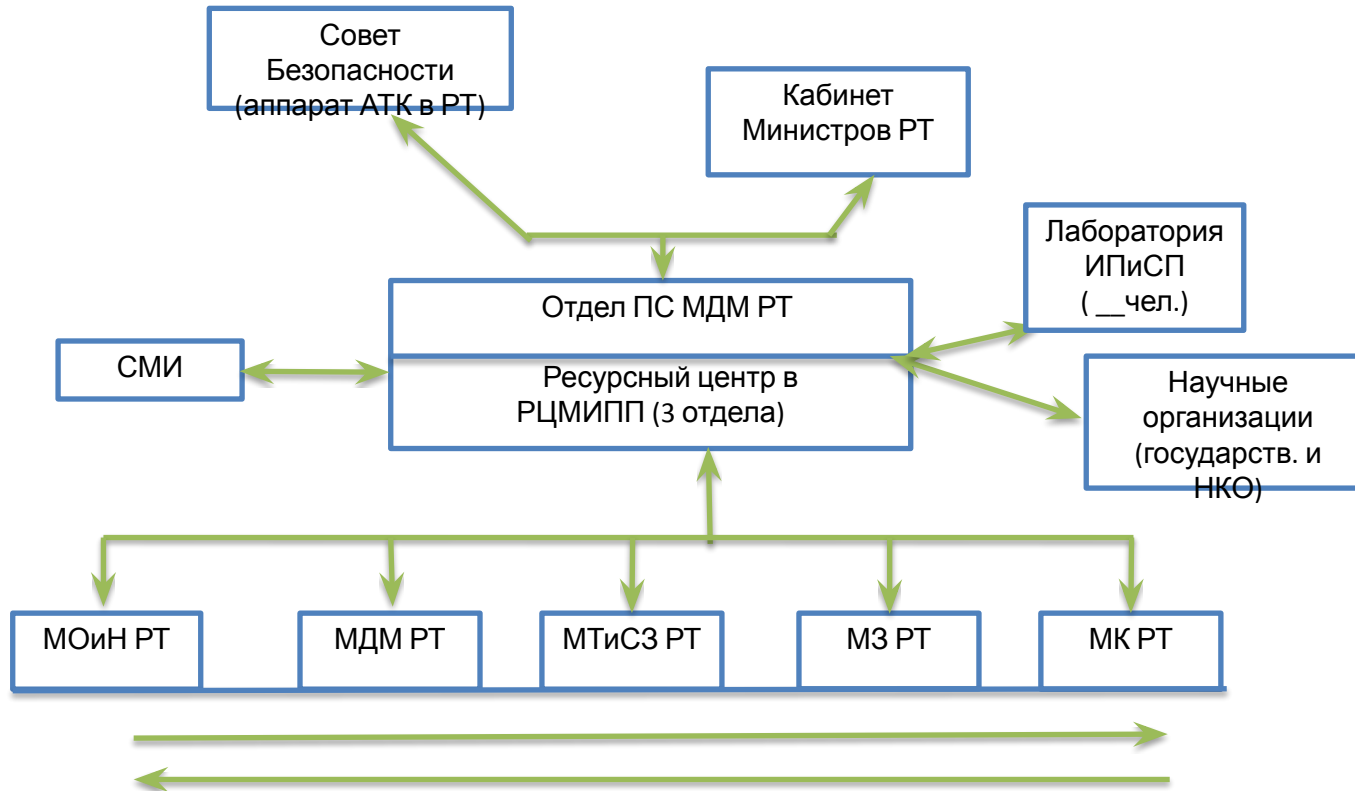 Совет
Безопасности
(аппарат АТК в РТ)
Кабинет
Министров РТ
Лаборатория
ИПиСП
( __чел.)
Отдел ПС МДМ РТ
СМИ
Ресурсный центр в
РЦМИПП (3 отдела)
Научные
организации
(государств. и
НКО)
МОиН РТ
МДМ РТ
МТиСЗ РТ
МЗ РТ
МК РТ